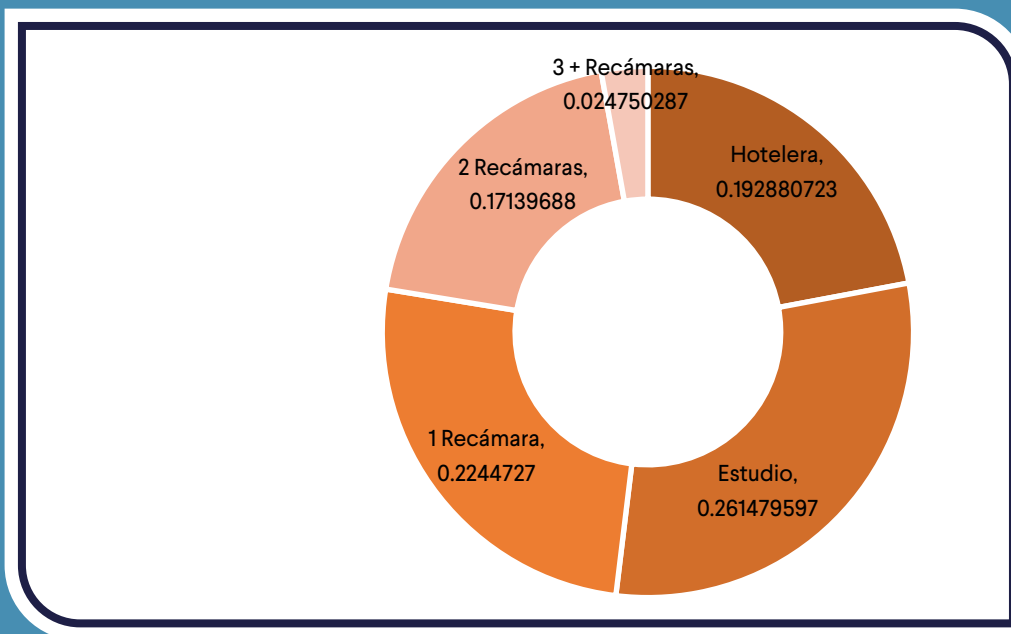 3 + Recámaras,
0.024750287
Hotelera,
0.192880723
2 Recámaras,
0.17139688
1 Recámara,
0.2244727
Estudio,
0.261479597